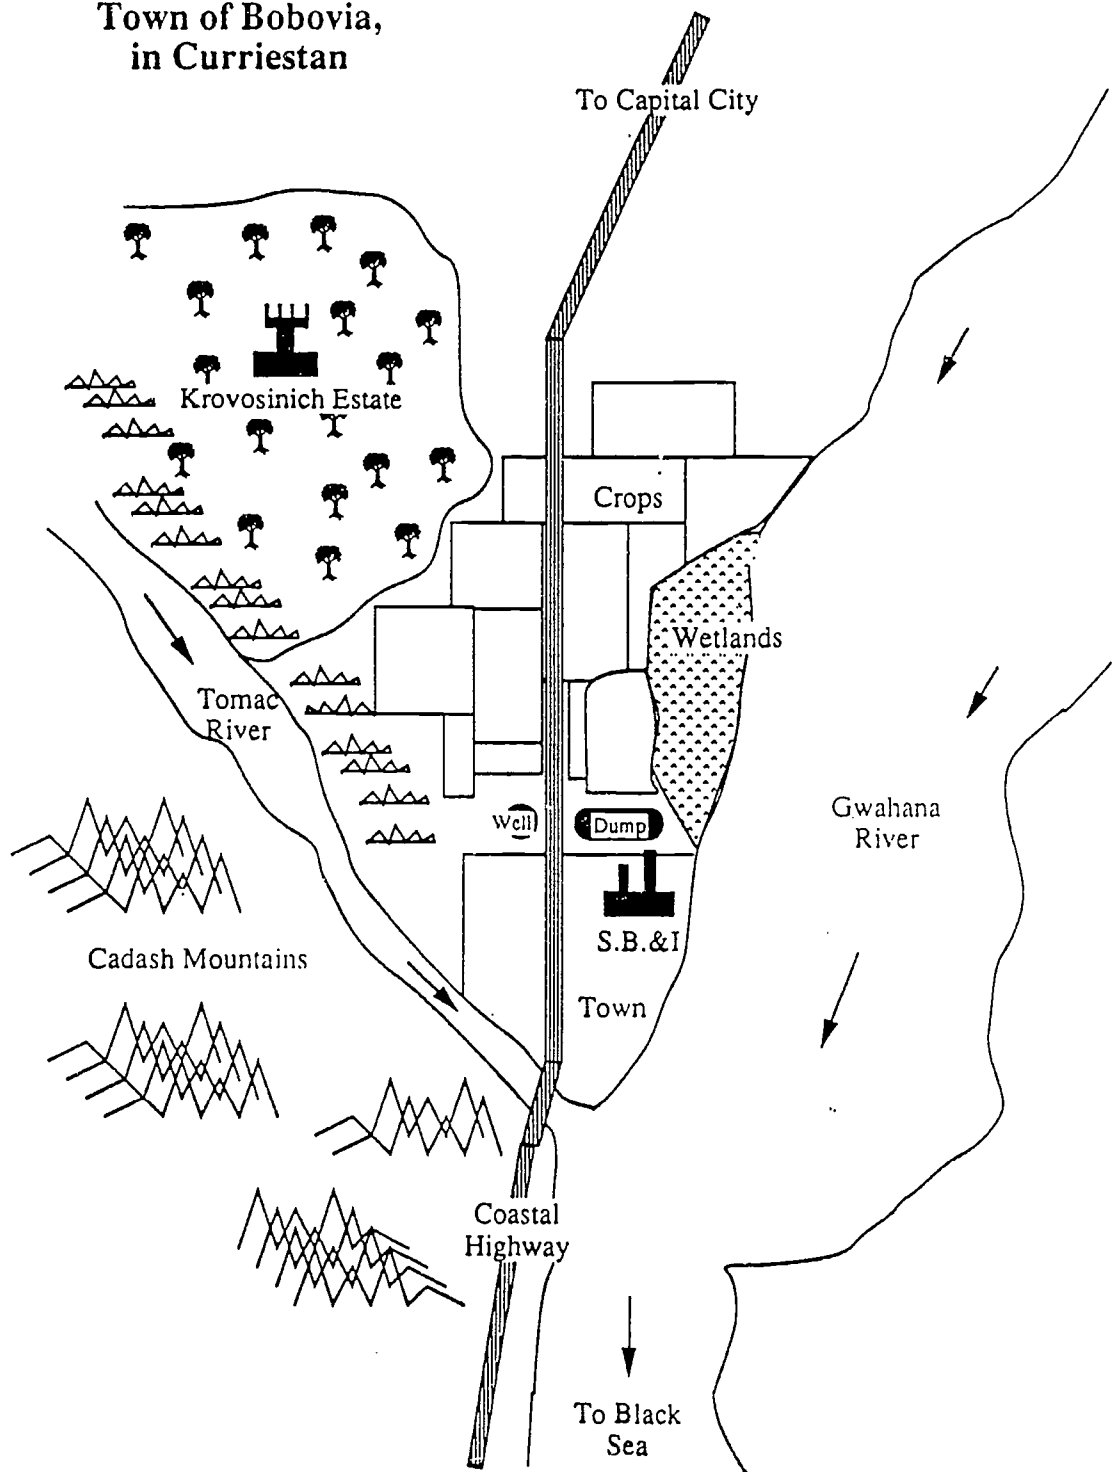 Town of Bobovia,
in Curriestan
To Capital City
Krovosinich Estate
Crops
Wetlands
Tomac
River
Well
Dump
Gwahana
River
S.B.&I
Cadash Mountains
Town
Coastal
Highway
To Black
Sea